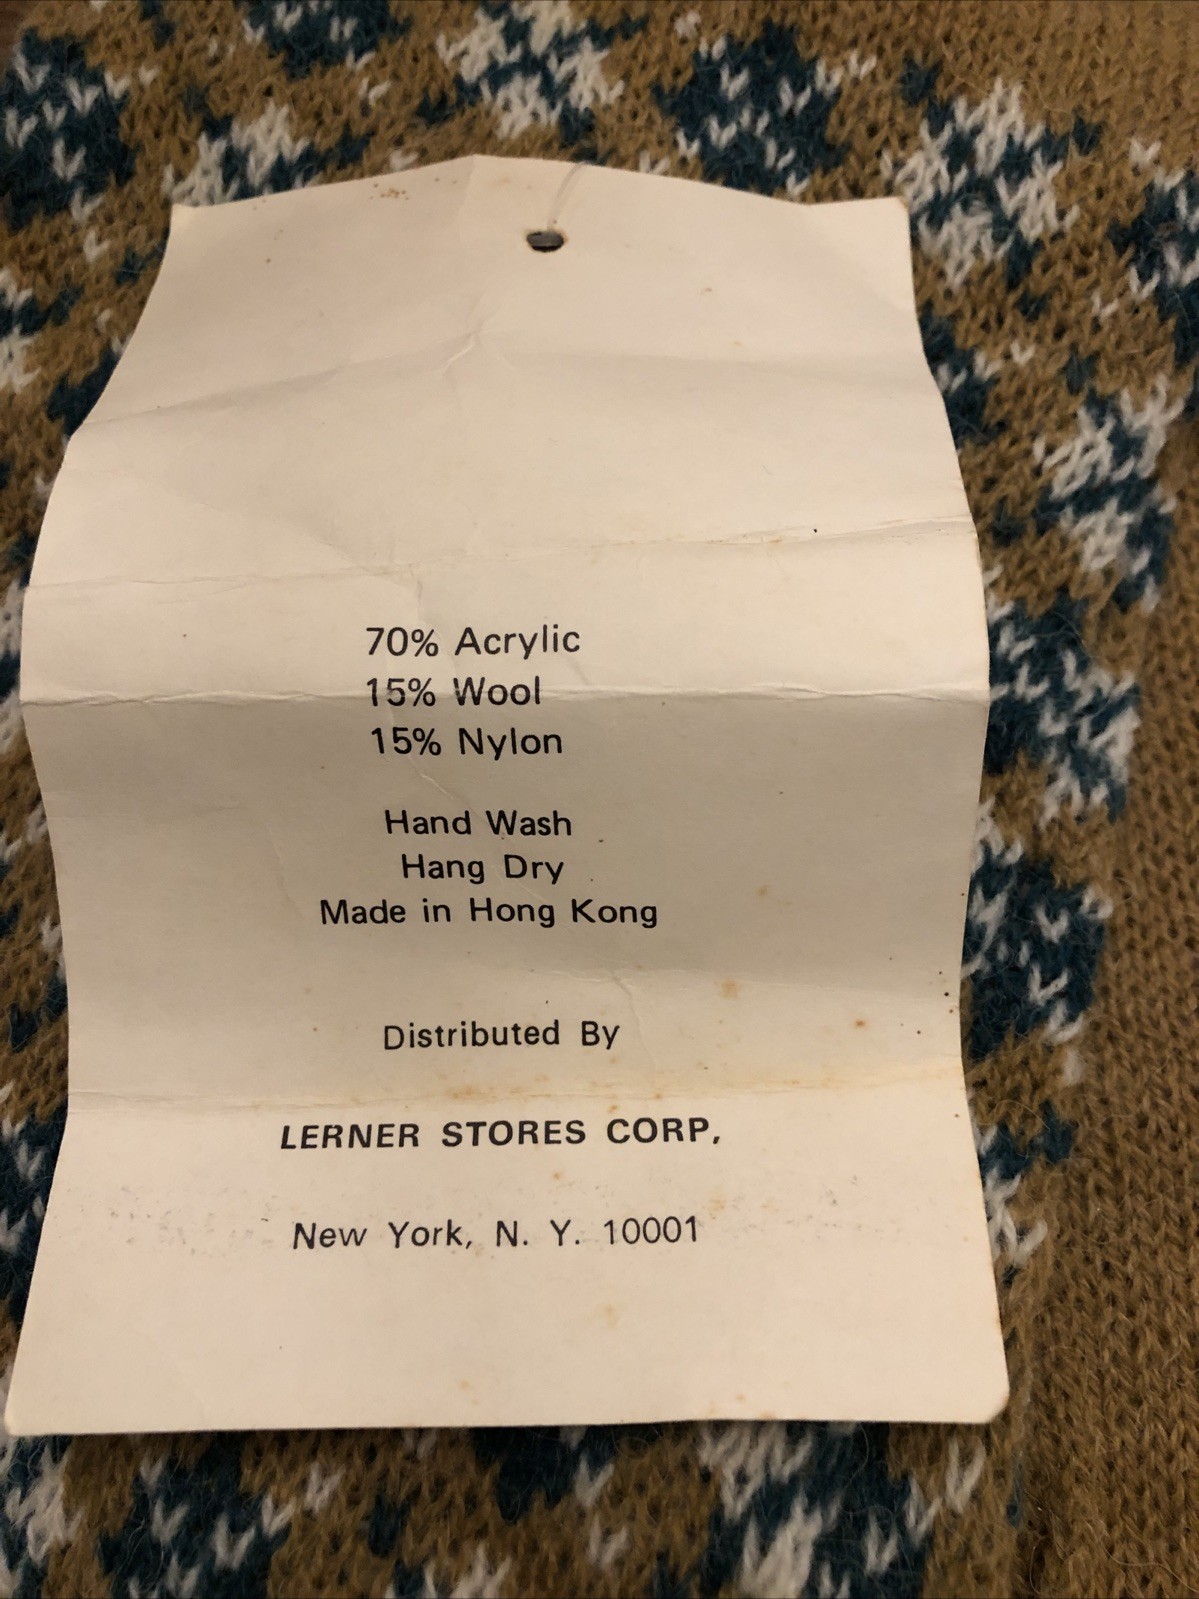 70% Acrylic
15% Wool
15% Nylon
Hand Wash
Hang Dry
Made in Hong Kong
Distributed By
LERNER STORES CORP.
New York, N. Y. 10001